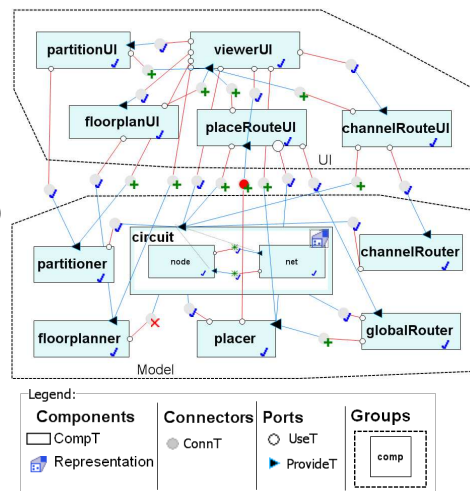 partitionUI
viewerUI
floorplanUI
placeRouteUI
channelRouteUI
UI
circuit
node
net
partitioner
channelRouter
floorplanner
placer
globalRouter
Model
Legend:
Components
Connectors
Ports
Groups
CompT
ConnT
UseT
comp
Representation
ProvideT